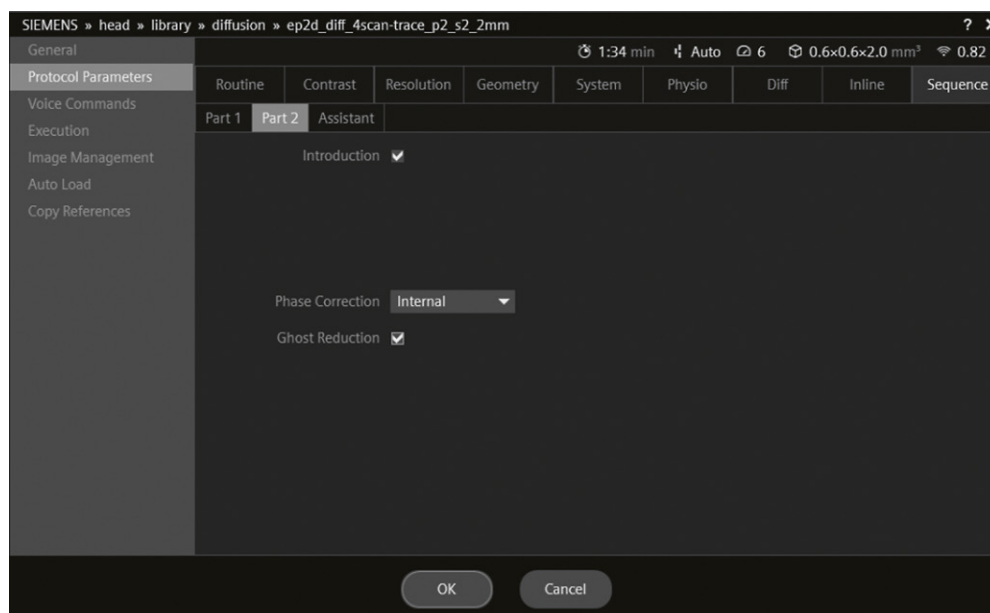 SIEMENS » head » library » diffusion » ep2d_diff_4scan-trace_p2_s2_2mm ?
General
1:34 min Auto 6 0.6×0.6×2.0 mm³ 0.82
Protocol Parameters
Routine Contrast Resolution Geometry System Physio Diff Inline Sequence
Voice Commands
Part 1 Part 2 Assistant
Execution
Image Management
Introduction
Auto Load
Copy References
Phase Correction Internal
Ghost Reduction
OK Cancel